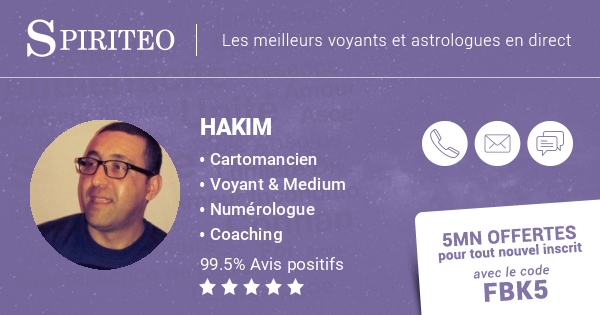 SPIRITEO
Les meilleurs voyants et astrologues en direct
HAKIM
• Cartomancien
• Voyant & Medium
• Numérologue
• Coaching
99.5% Avis positifs
5MN OFFERTES
pour tout nouvel inscrit
avec le code
FBK5